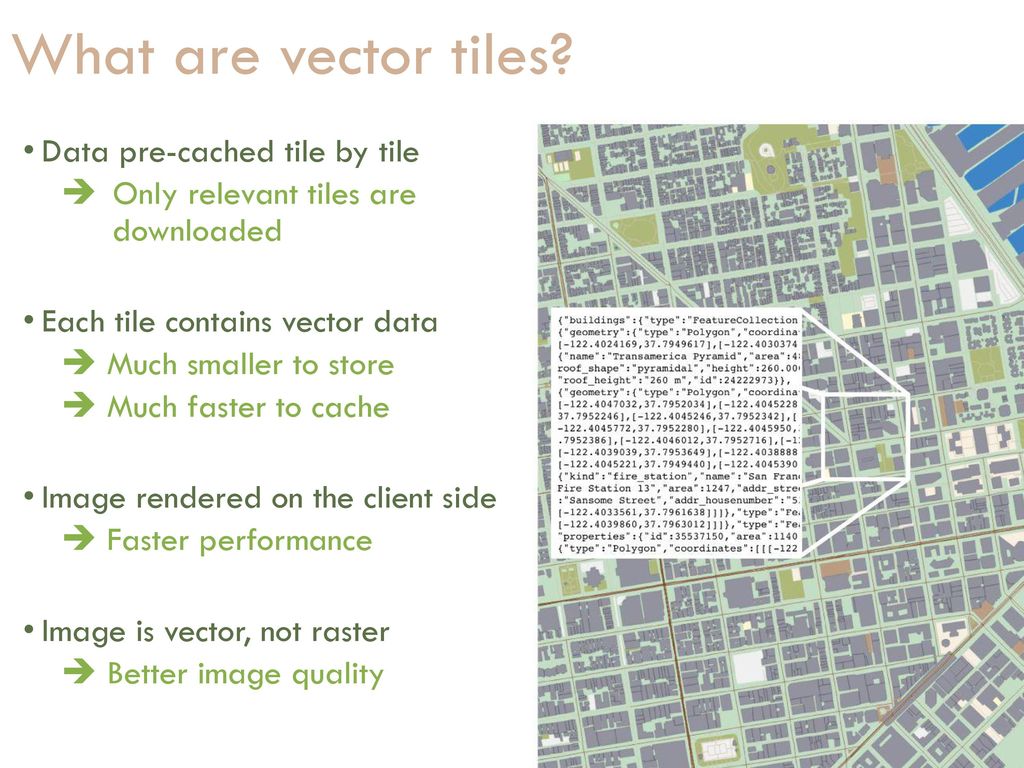 What are vector tiles?
• Data pre-cached tile by tile
➔ Only relevant tiles are
downloaded
• Each tile contains vector data
➔ Much smaller to store
➔ Much faster to cache
• Image rendered on the client side
➔ Faster performance
• Image is vector, not raster
➔ Better image quality
{"buildings":{"type":"FeatureCollection
{"geometry":{"type":"Polygon","coordina
[-122.4024169,37.7949617],[-122.4030374
{"name":"Transamerica Pyramid","area":4
roof_shape":"pyramidal","height":260.00
"roof_height":"260 m","id":24222973}},
{"geometry":{"type":"Polygon","coordina
[-122.4047032,37.7952034],[-122.4045228
37.7952246],[-122.4045246,37.7952342],[
-122.4045772,37.7952280],[-122.4045950,
.7952386],[-122.4046012,37.7952716],[-1
[-122.4039039,37.7953649],[-122.4038888
[-122.4045221,37.7949440],[-122.4045390
{"kind":"fire_station","name":"San Fran
Fire Station 13","area":1247,"addr_stre
:"Sansome Street","addr_housenumber":"5
[-122.4033561,37.7961638]]]},"type":"Fe
[-122.4039860,37.7963012]]]},"type":"Fe
"properties":{"id":35537150,"area":1140
{"type":"Polygon","coordinates":[[[-122